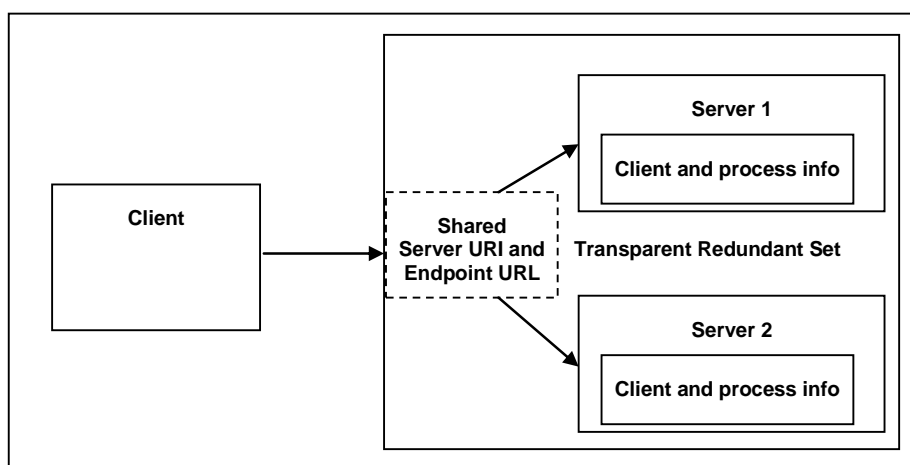 Client
Shared
Server URI and
Endpoint URL
Server 1
Client and process info
Transparent Redundant Set
Server 2
Client and process info